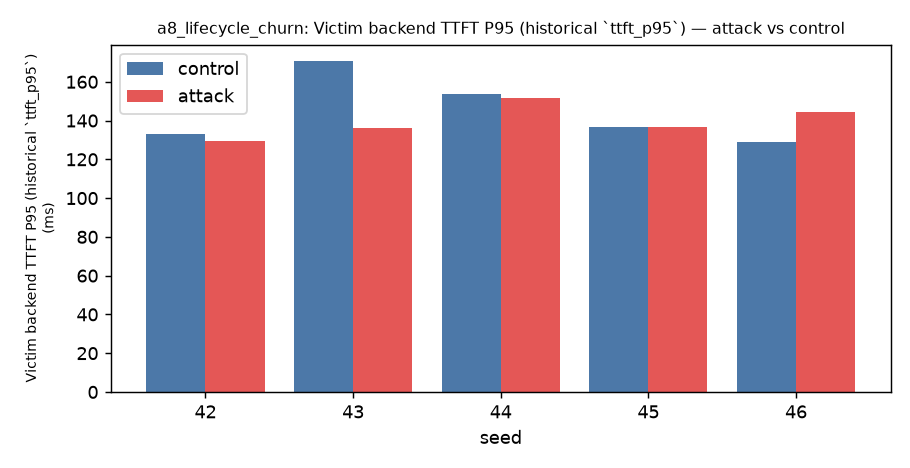 a8_lifecycle_churn: Victim backend TTFT P95 (historical `ttft_p95`) — attack vs control
control
attack
Victim backend TTFT P95 (historical `ttft_p95`)
(ms)
160
140
120
100
80
60
40
20
0
42 43 44 45 46
seed